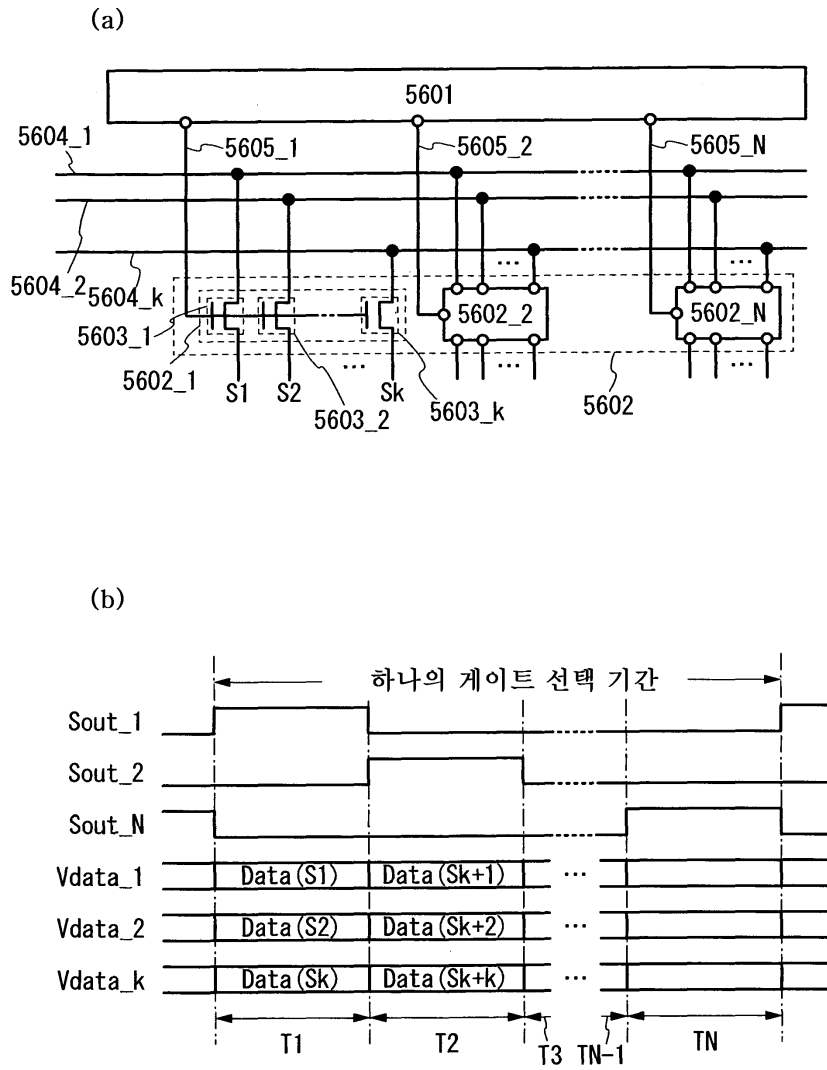 (a)
5601
5604_1
5605_1
5605_2
5605_N
5604_2
5604_k
...
...
5603_1
5602_2
5602_N
5602_1
S1
S2
...
Sk
5603_2
5603_k
...
5602
...
(b)
하나의 게이트 선택 기간
Sout_1
Sout_2
Sout_N
Vdata_1 Data(S1) Data(Sk+1) ...
Vdata_2 Data(S2) Data(Sk+2) ...
Vdata_k Data(Sk) Data(Sk+k) ...
T1 T2 T3 TN-1 TN